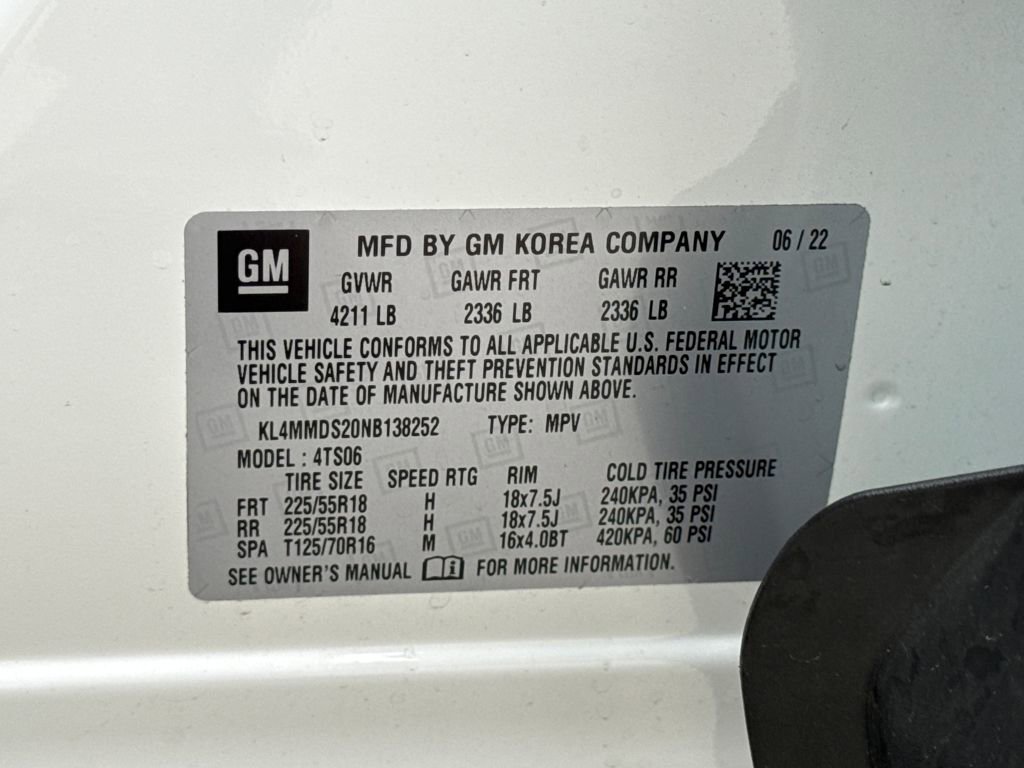 GM MFD BY GM KOREA COMPANY 06/22
GVWR GAWR FRT GAWR RR
4211 LB 2336 LB 2336 LB
THIS VEHICLE CONFORMS TO ALL APPLICABLE U.S. FEDERAL MOTOR
VEHICLE SAFETY AND THEFT PREVENTION STANDARDS IN EFFECT
ON THE DATE OF MANUFACTURE SHOWN ABOVE.
KL4MMDS20NB138252 TYPE: MPV
MODEL : 4TS06
TIRE SIZE SPEED RTG RIM COLD TIRE PRESSURE
FRT 225/55R18 H 18x7.5J 240KPA, 35 PSI
RR 225/55R18 H 18x7.5J 240KPA, 35 PSI
SPA T125/70R16 M 16x4.0BT 420KPA, 60 PSI
SEE OWNER'S MANUAL i FOR MORE INFORMATION.